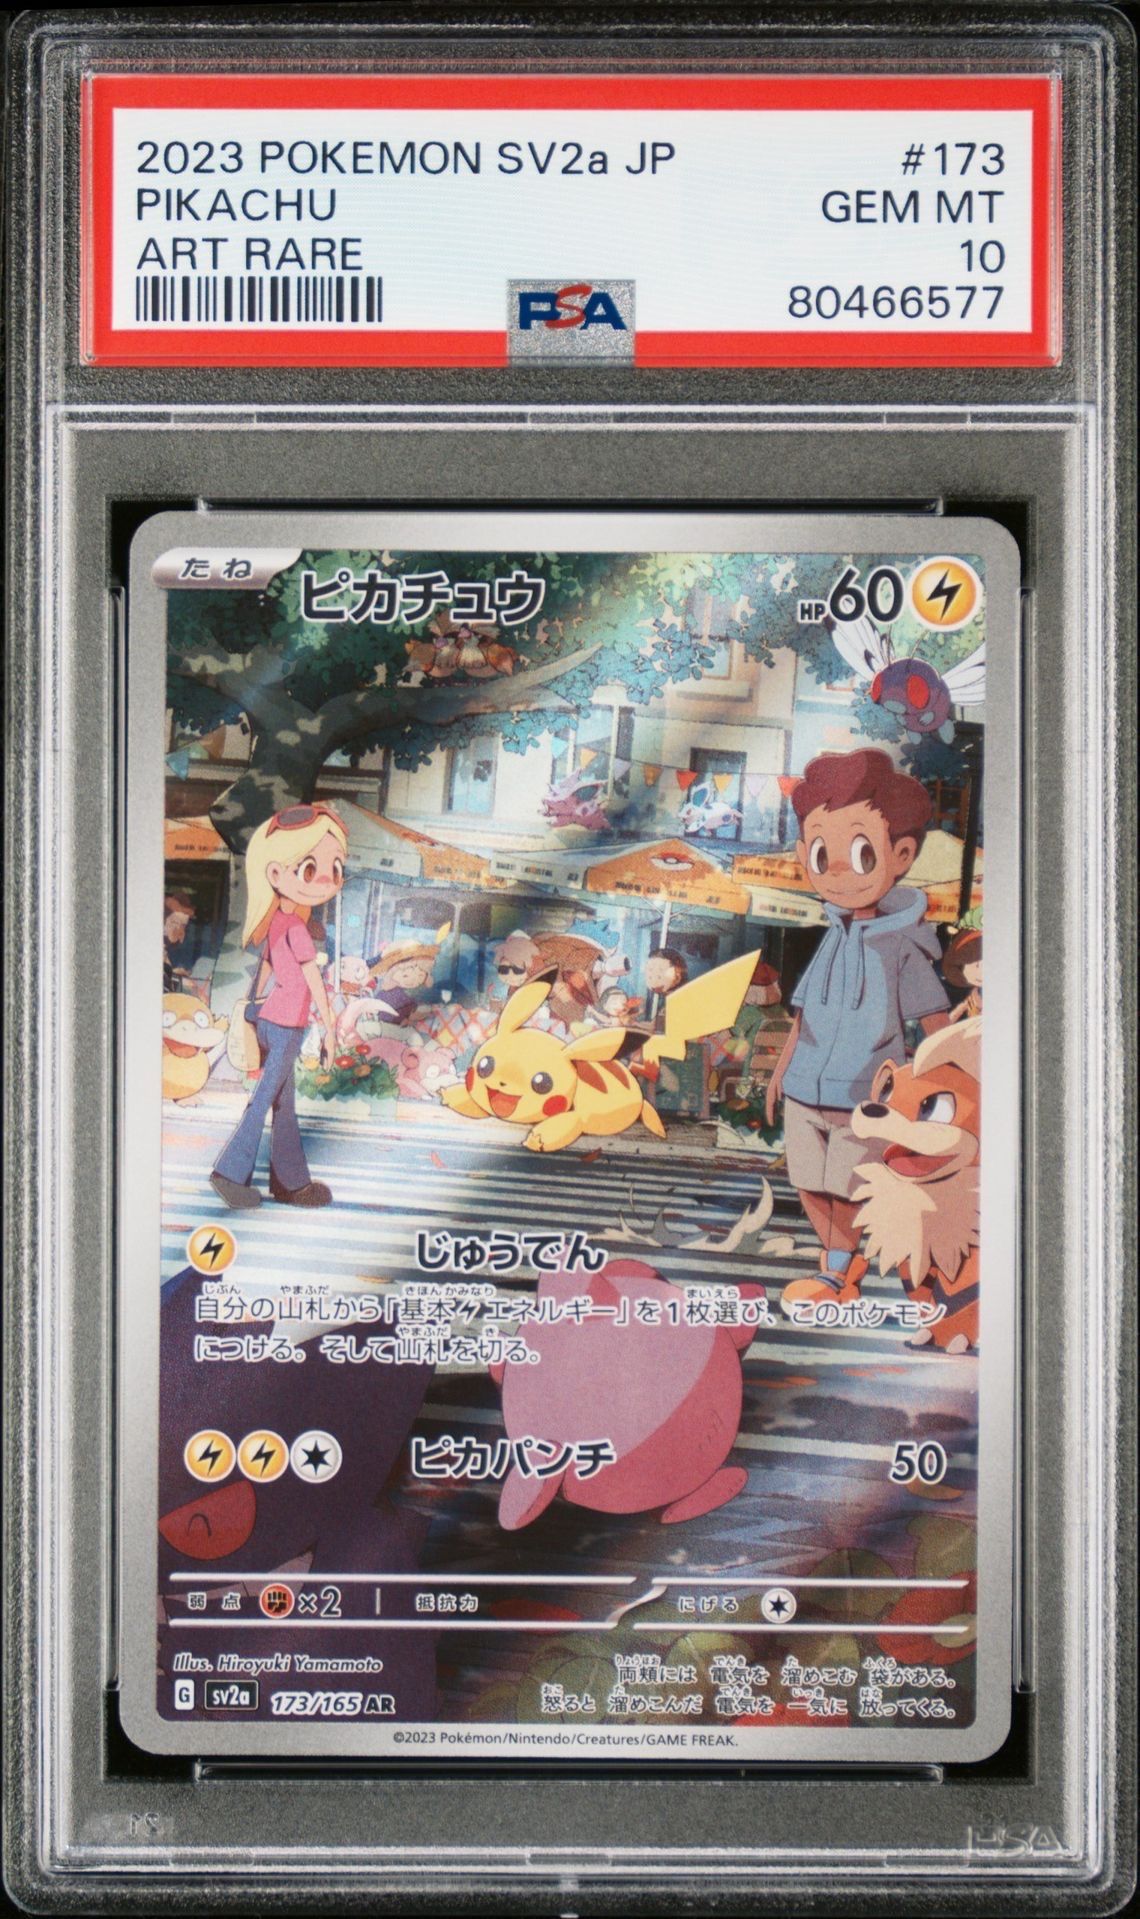 2023 POKEMON SV2a JP #173
PIKACHU GEM MT
ART RARE 10
PSA 80466577
たね ピカチュウ HP60
じゅうでん
自分の山札から「基本エネルギー」を1枚選び、このポケモン
につける。そして山札を切る。
ピカパンチ 50
弱点 ×2 抵抗力 にげる
Illus. Hiroyuki Yamamoto
G sv2a 173/165 AR
両頬には 電気を 溜めこむ 袋がある。
怒ると 溜めこんだ 電気を 一気に 放ってくる。
©2023 Pokémon/Nintendo/Creatures/GAME FREAK.
PSA